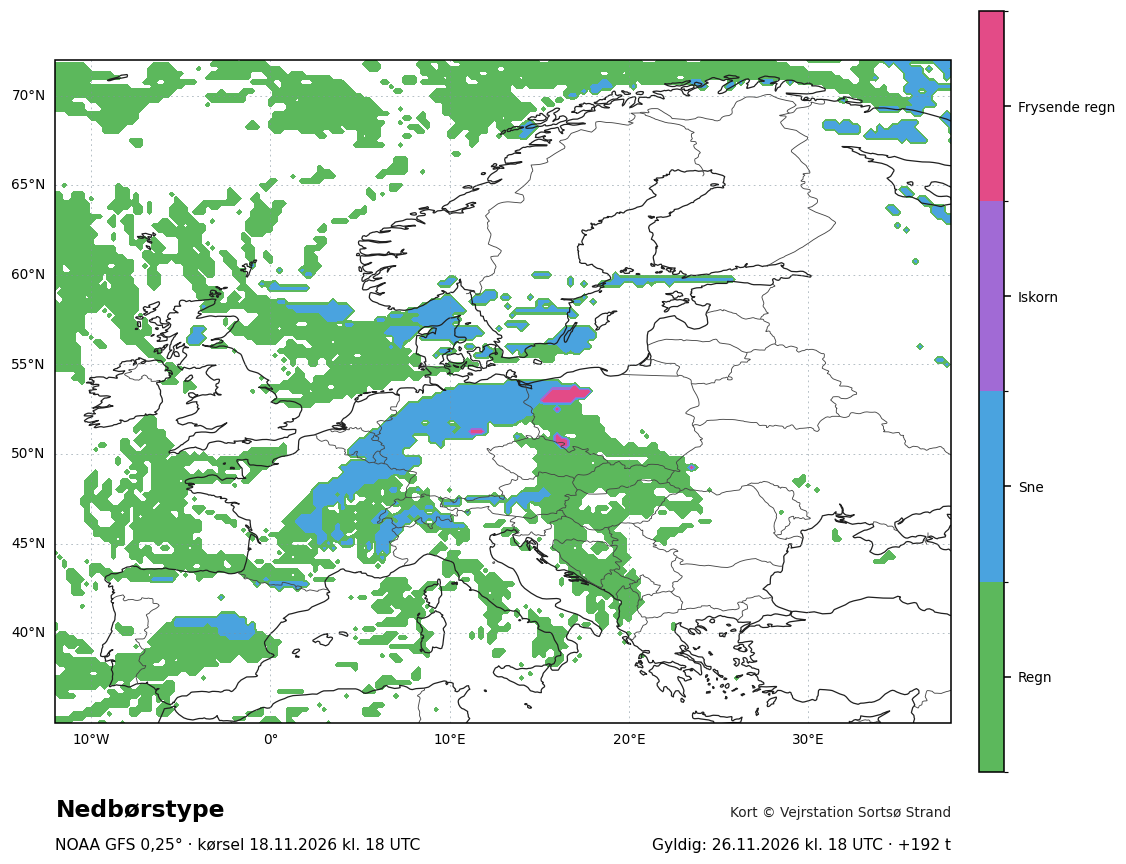 70°N
65°N
60°N
55°N
50°N
45°N
40°N
10°W 0° 10°E 20°E 30°E
Frysende regn
Iskorn
Sne
Regn
Nedbørstype
Kort © Vejrstation Sortsø Strand
NOAA GFS 0,25° · kørsel 18.11.2026 kl. 18 UTC
Gyldig: 26.11.2026 kl. 18 UTC · +192 t